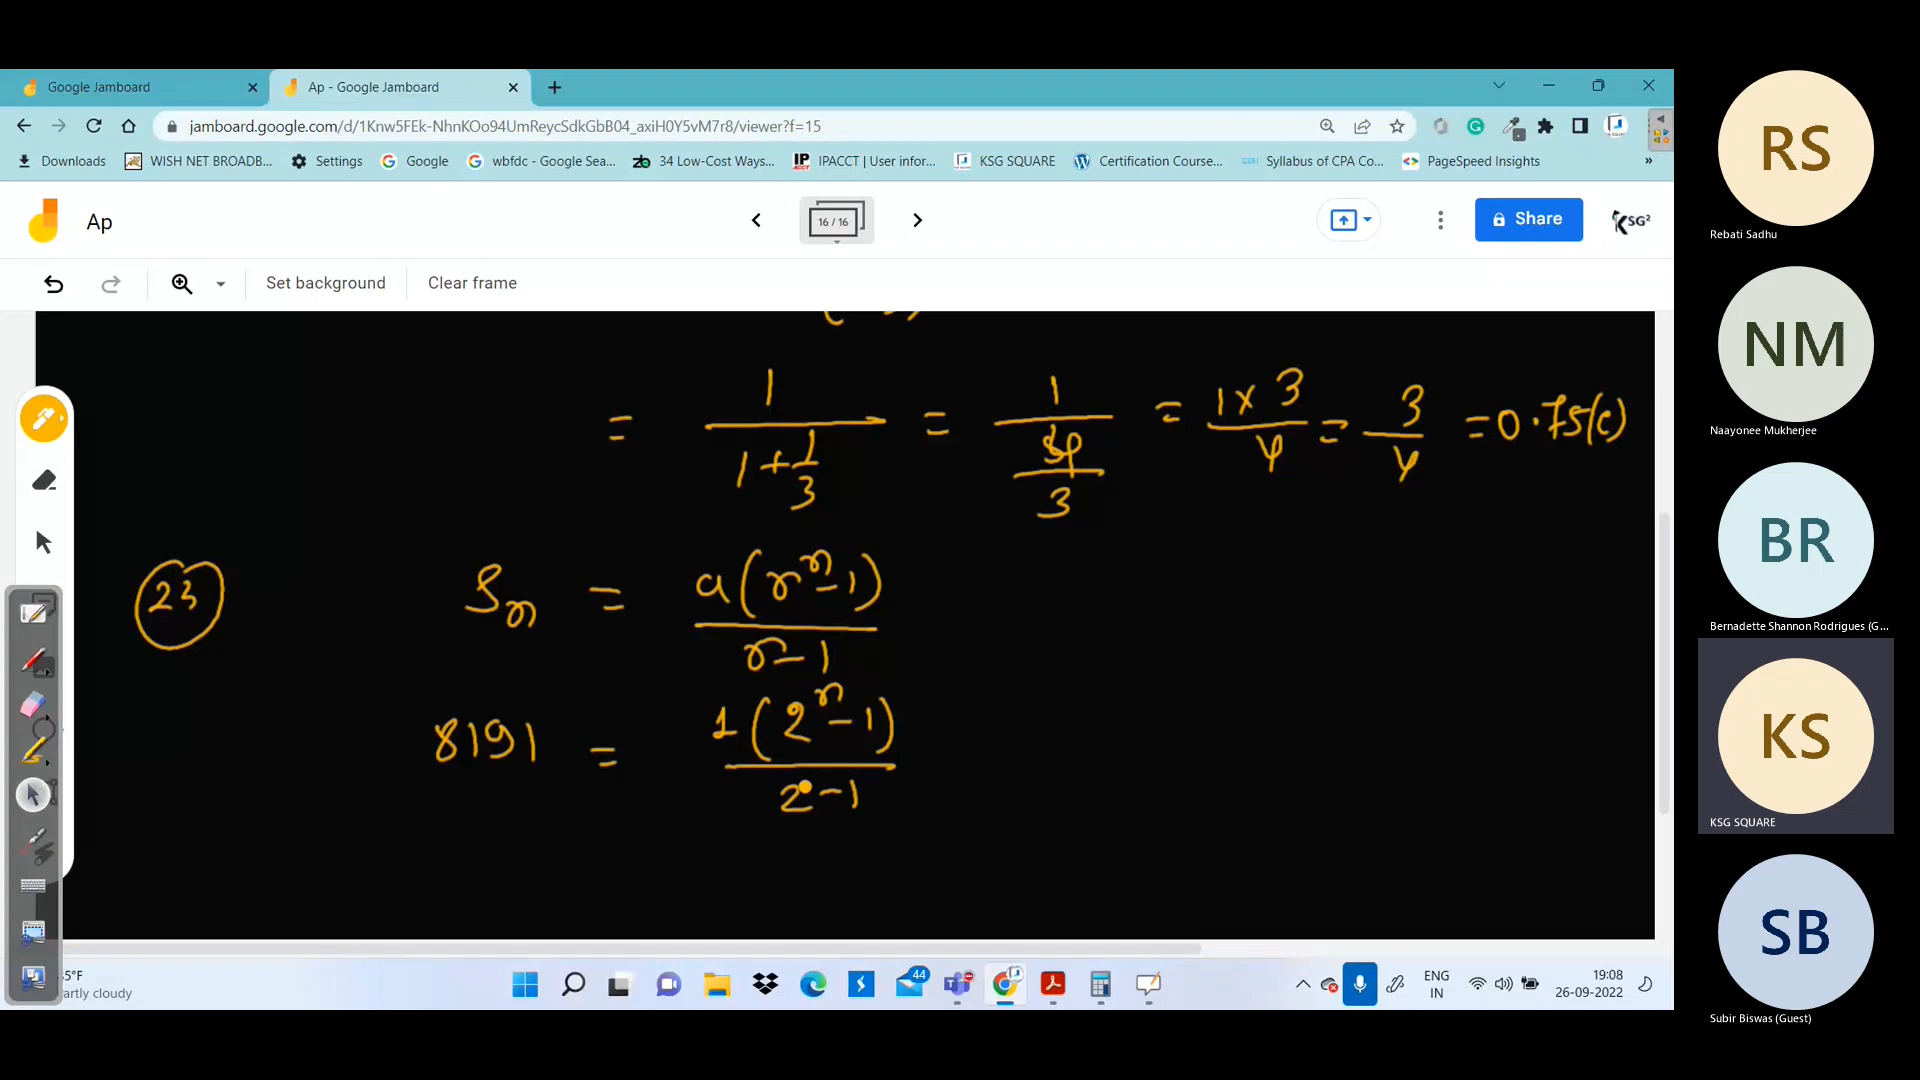 Google Jamboard
Ap - Google Jamboard
jamboard.google.com/d/1Knw5FEk-NhnKOo94UmReycSdkGbB04_axiH0Y5vM7r8/viewer?f=15
Downloads WISH NET BROADB... Settings Google wbfdc - Google Sea... 34 Low-Cost Ways... IPACCT | User infor... KSG SQUARE Certification Course... Syllabus of CPA Co... PageSpeed Insights »
Ap
16 / 16
Share
KSG²
Set background Clear frame
= 1/(1 + 1/3) = 1/(4/3) = (1 x 3)/4 = 3/4 = 0.75 (c)
23 Sn = a(r^n - 1)/(r - 1)
8191 = 1(2^n - 1)/(2 - 1)
RS
Rebati Sadhu
NM
Naayonee Mukherjee
BR
Bernadette Shannon Rodrigues (G...
KS
KSG SQUARE
SB
Subir Biswas (Guest)
5°F
artly cloudy
44
ENG
IN
19:08
26-09-2022